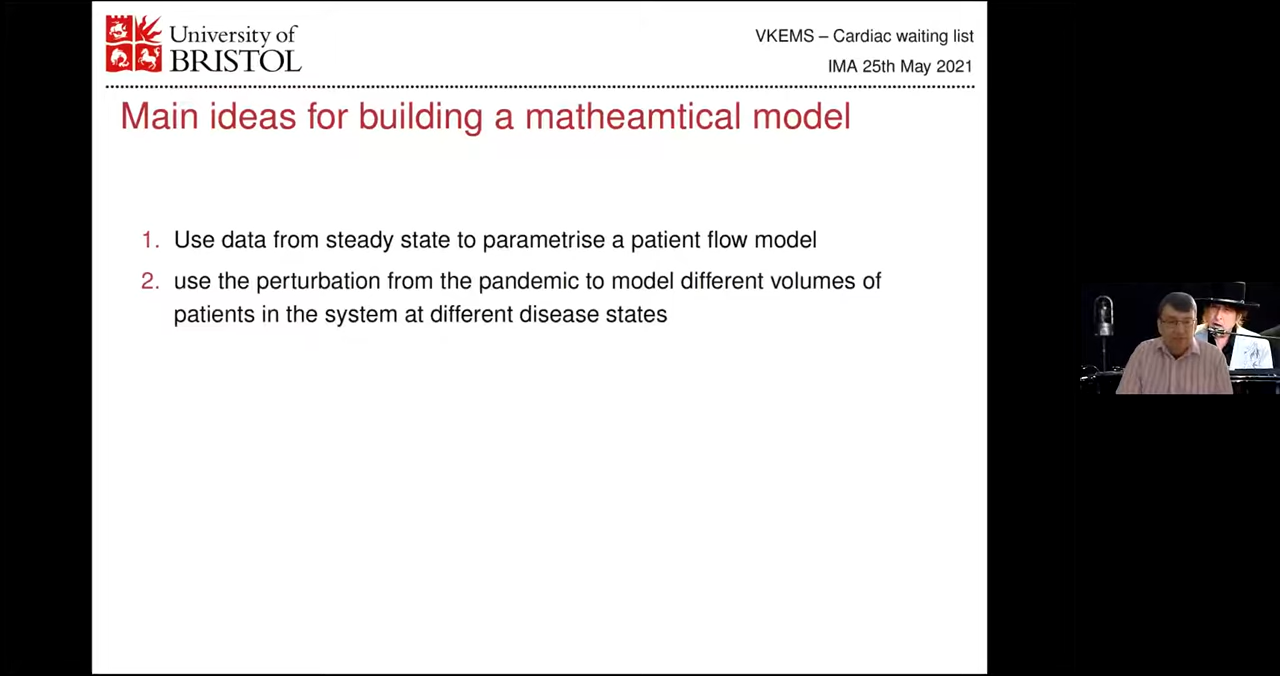 University of
BRISTOL
VKEMS – Cardiac waiting list
IMA 25th May 2021
Main ideas for building a matheamtical model
1. Use data from steady state to parametrise a patient flow model
2. use the perturbation from the pandemic to model different volumes of
patients in the system at different disease states